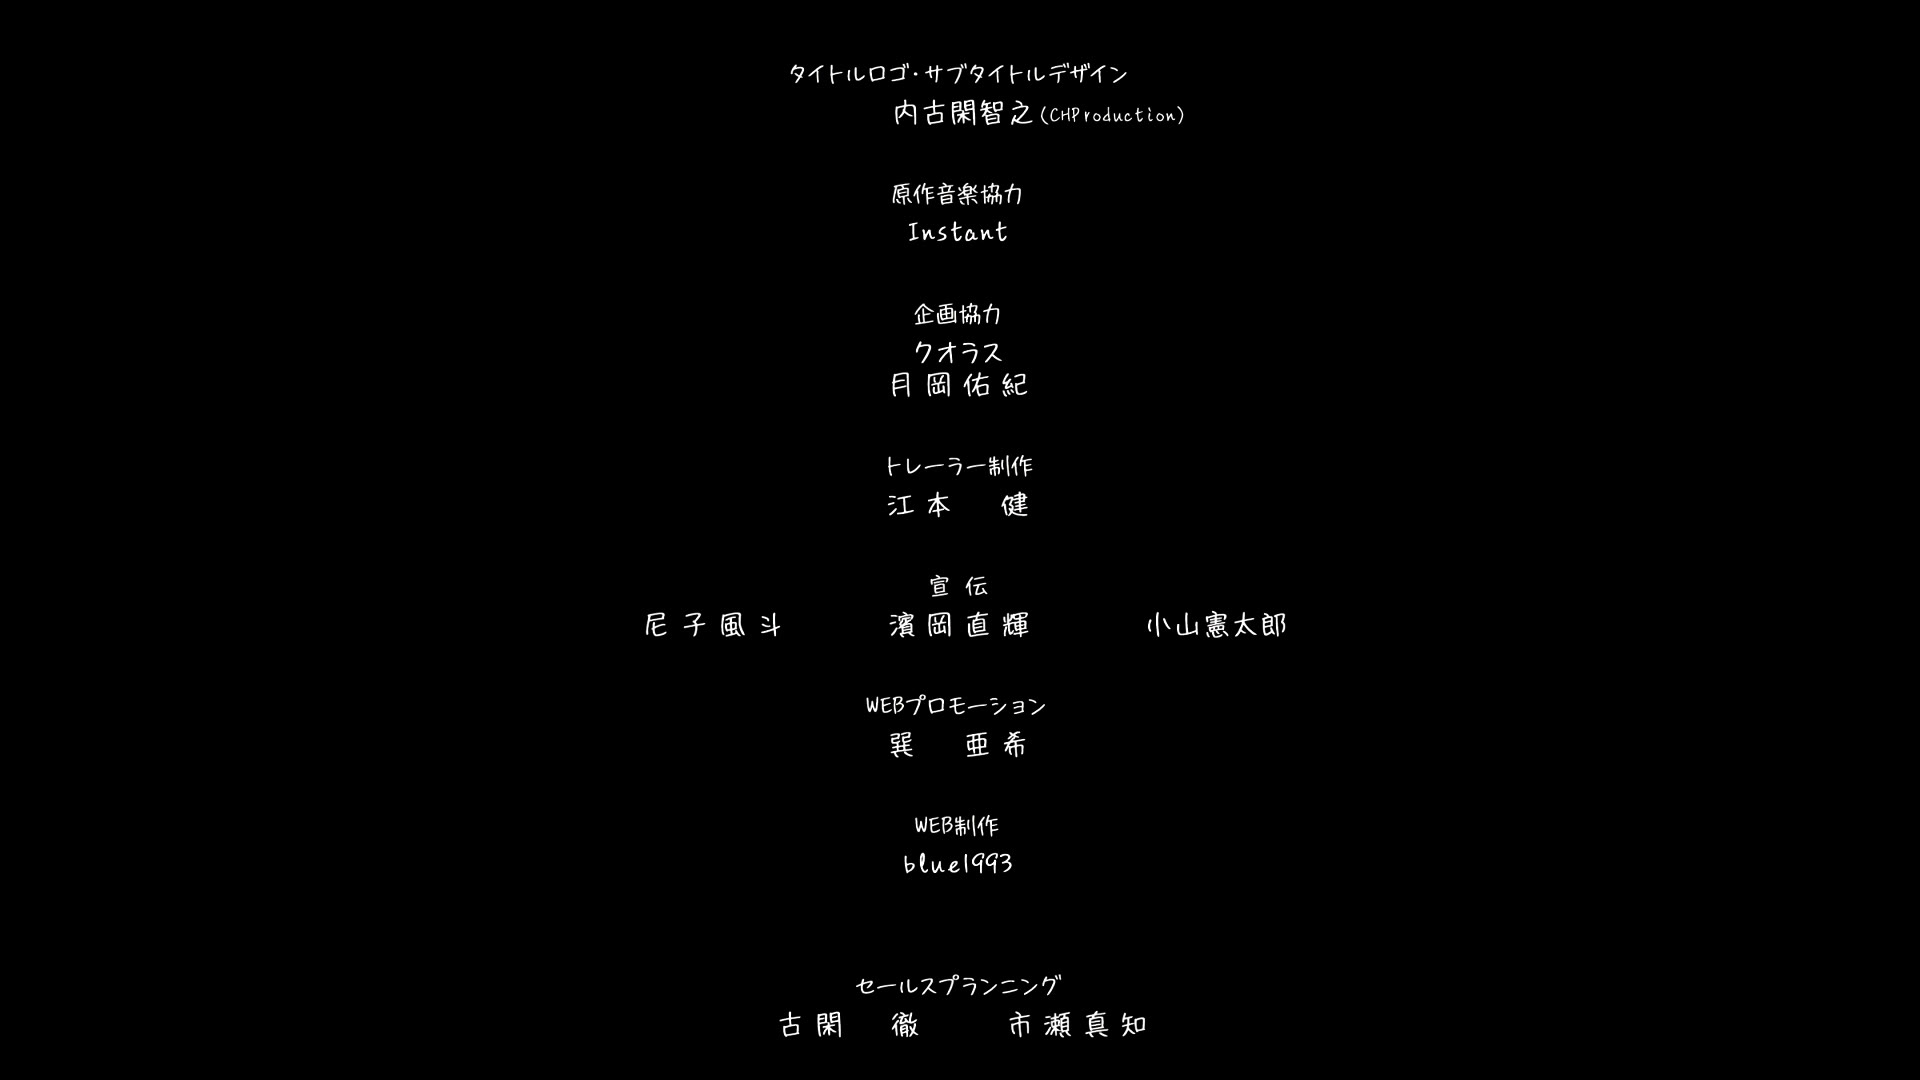 タイトルロゴ・サブタイトルデザイン
内古閑智之(CHProduction)
原作音楽協力
Instant
企画協力
クオラス
月岡佑紀
トレーラー制作
江本 健
宣伝
尼子風斗 濱岡直輝 小山憲太郎
WEBプロモーション
巽 亜希
WEB制作
blue1993
セールスプランニング
古閑 徹 市瀬真知